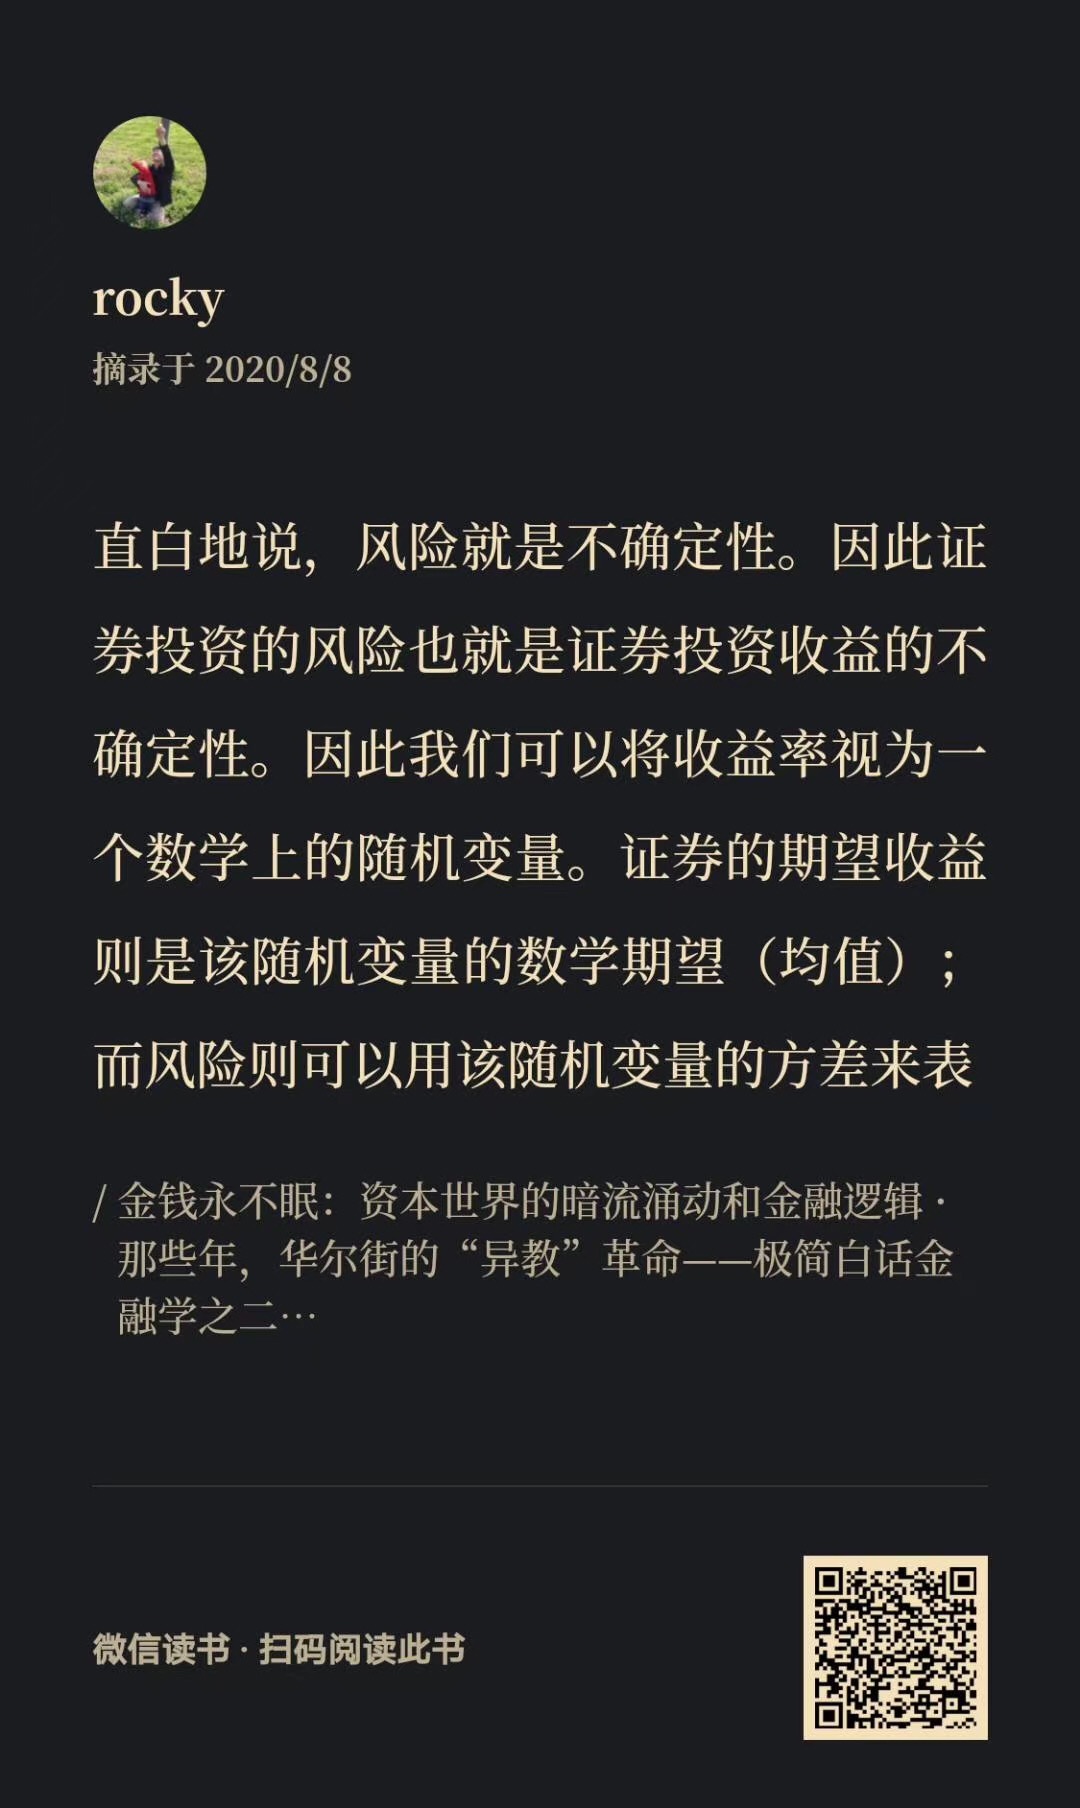 rocky
摘录于 2020/8/8
直白地说，风险就是不确定性。因此证
券投资的风险也就是证券投资收益的不
确定性。因此我们可以将收益率视为一
个数学上的随机变量。证券的期望收益
则是该随机变量的数学期望（均值）；
而风险则可以用该随机变量的方差来表
/ 金钱永不眠：资本世界的暗流涌动和金融逻辑 ·
那些年，华尔街的“异教”革命——极简白话金
融学之二…
微信读书 · 扫码阅读此书